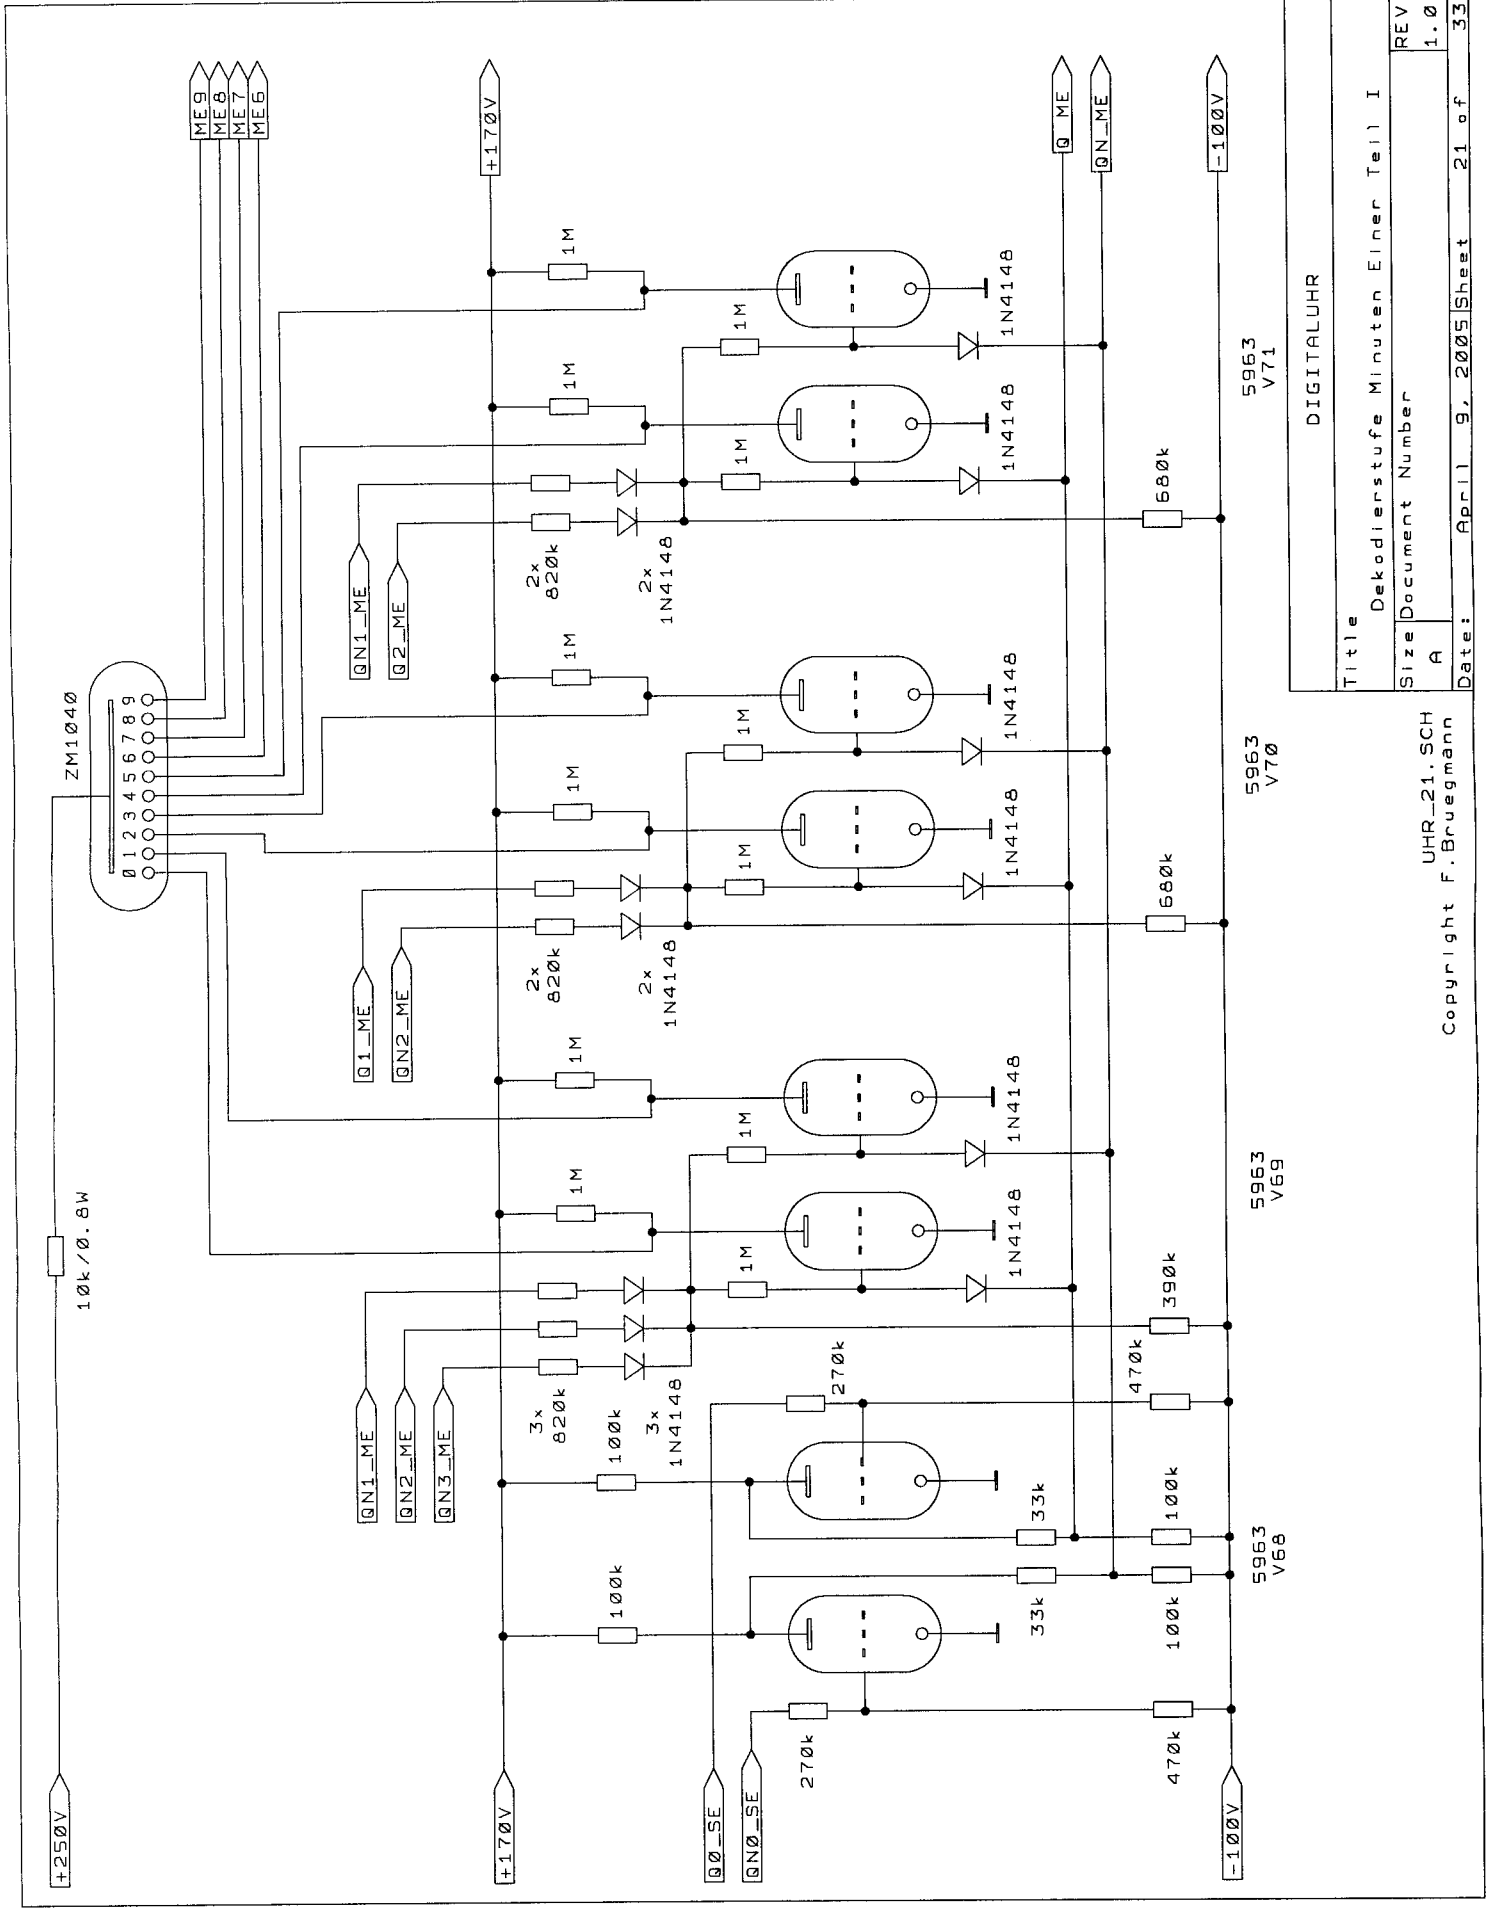 ZM1040
0 1 2 3 4 5 6 7 8 9
ME9
ME8
ME7
ME6
+250V
10k/0.8W
+170V
+170V
QN1_ME
QN2_ME
QN3_ME
Q1_ME
QN2_ME
QN1_ME
Q2_ME
3x
820k
2x
820k
2x
820k
3x
1N4148
2x
1N4148
2x
1N4148
100k
100k
1M
1M
1M
1M
1M
1M
1M
1M
1M
1M
1M
1M
Q0_SE
QN0_SE
270k
270k
1N4148
1N4148
1N4148
1N4148
1N4148
1N4148
Q ME
QN_ME
33k
33k
470k
100k
100k
470k
390k
680k
680k
-100V
-100V
5963
V68
5963
V69
5963
V70
5963
V71
UHR_21.SCH
Copyright F.Bruegmann
DIGITALUHR
Title
Dekodierstufe Minuten Einer Teil I
Size Document Number
REV
A
1.0
Date: April 9, 2005 Sheet 21 of 33